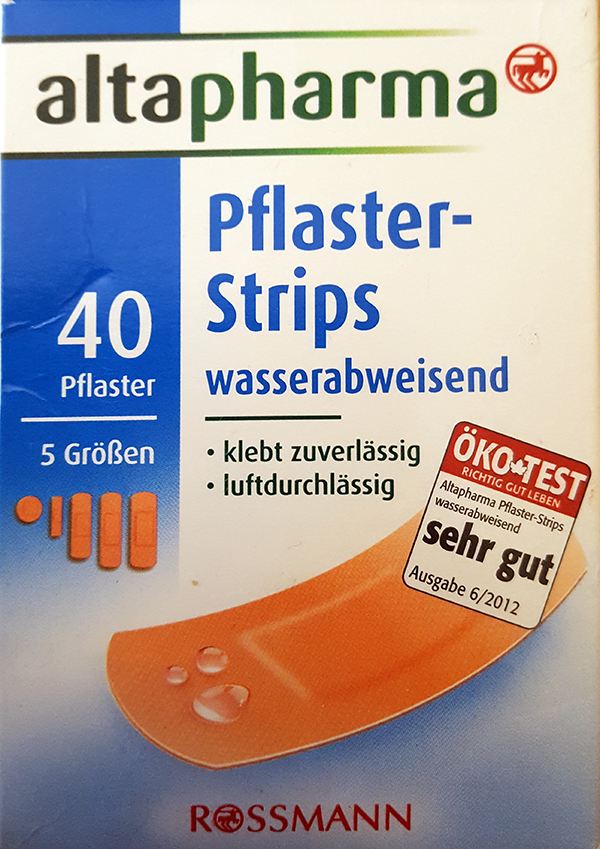 altapharma
Pflaster-
Strips
wasserabweisend
40
Pflaster
5 Größen
• klebt zuverlässig
• luftdurchlässig
ÖKO TEST
RICHTIG GUT LEBEN
Altapharma Pflaster-Strips
wasserabweisend
sehr gut
Ausgabe 6/2012
ROSSMANN